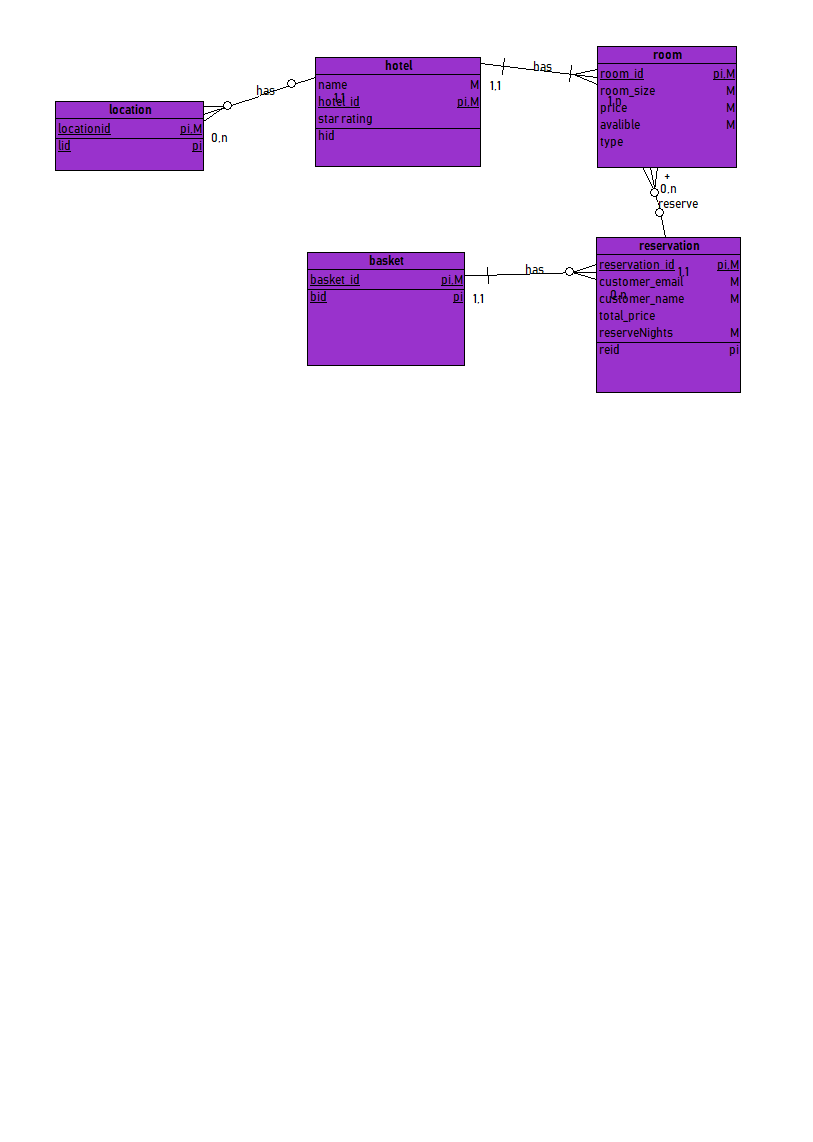 location
locationid pi,M
lid pi
has
0,n
hotel
name M
1,1
hotel_id pi,M
star rating
hid
has
1,1
room
room_id pi,M
room_size M
1,n
price M
avalible M
type
+
0,n
reserve
basket
basket_id pi,M
bid pi
has
1,1
reservation
reservation_id pi,M
1,1
customer_email M
0,n
customer_name M
total_price
reserveNights M
reid pi